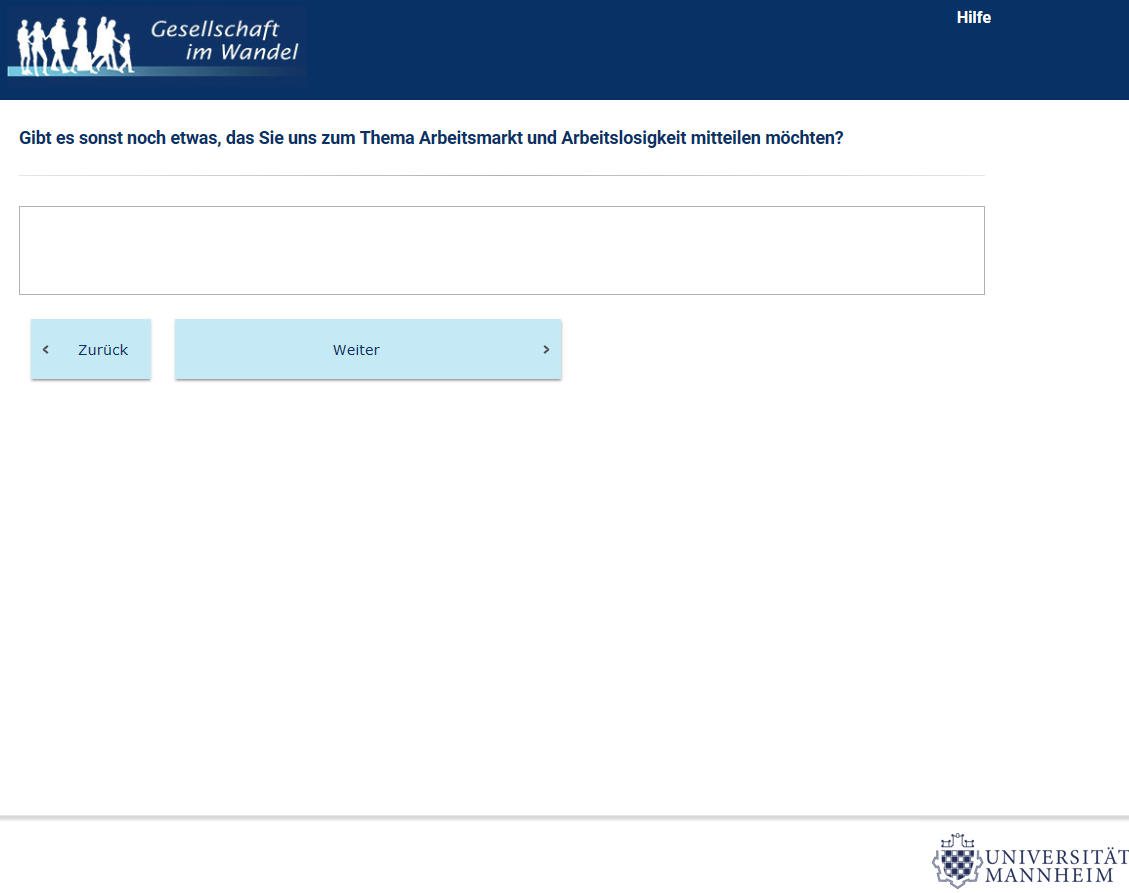 Gesellschaft
im Wandel
Hilfe
Gibt es sonst noch etwas, das Sie uns zum Thema Arbeitsmarkt und Arbeitslosigkeit mitteilen möchten?
Zurück
Weiter
UNIVERSITÄT
MANNHEIM